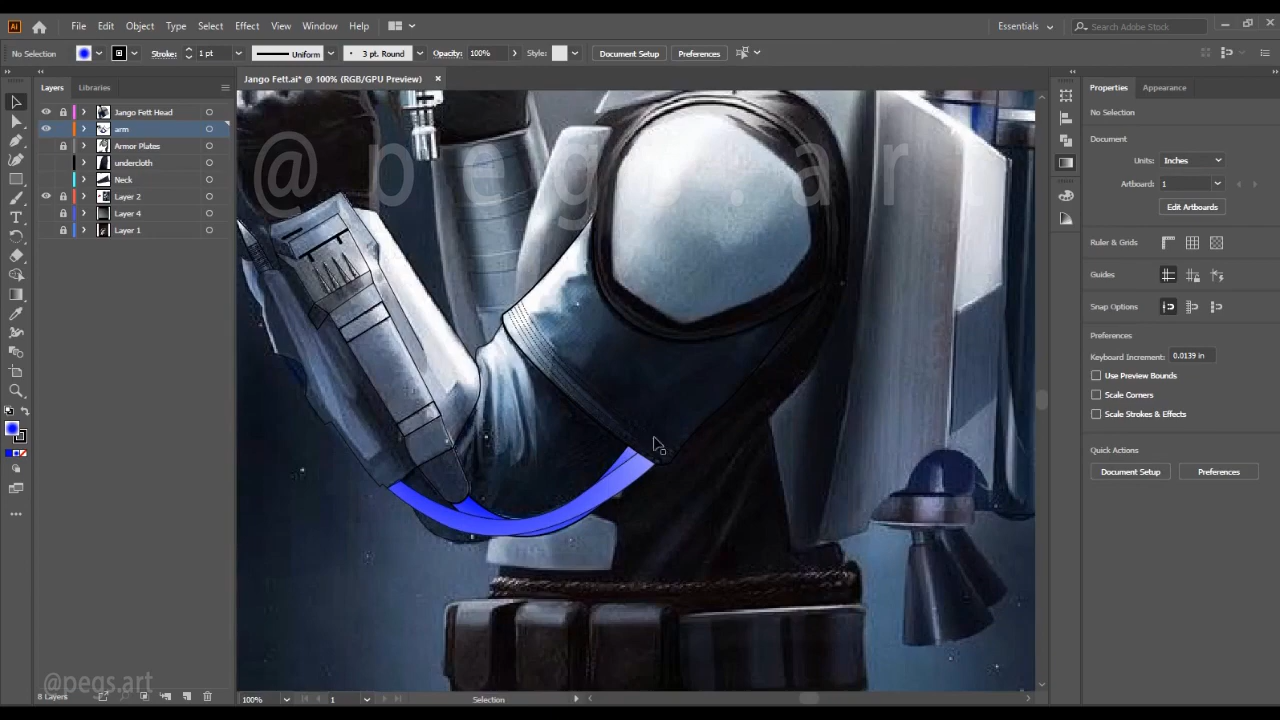 Ai File Edit Object Type Select Effect View Window Help Essentials Search Adobe Stock
No Selection Stroke: 1 pt Uniform 3 pt. Round Opacity: 100% Style: Document Setup Preferences
Layers Libraries
Jango Fett.ai* @ 100% (RGB/GPU Preview)
Properties Appearance
Jango Fett Head
arm
Armor Plates
undercloth
Neck
Layer 2
Layer 4
Layer 1
No Selection
Document
Units: Inches
Artboard: 1
Edit Artboards
Ruler & Grids
Guides
Snap Options
Preferences
Keyboard Increment: 0.0139 in
Use Preview Bounds
Scale Corners
Scale Strokes & Effects
Quick Actions
Document Setup Preferences
@pegs.ar
@pegs.art
8 Layers
100% 1 Selection